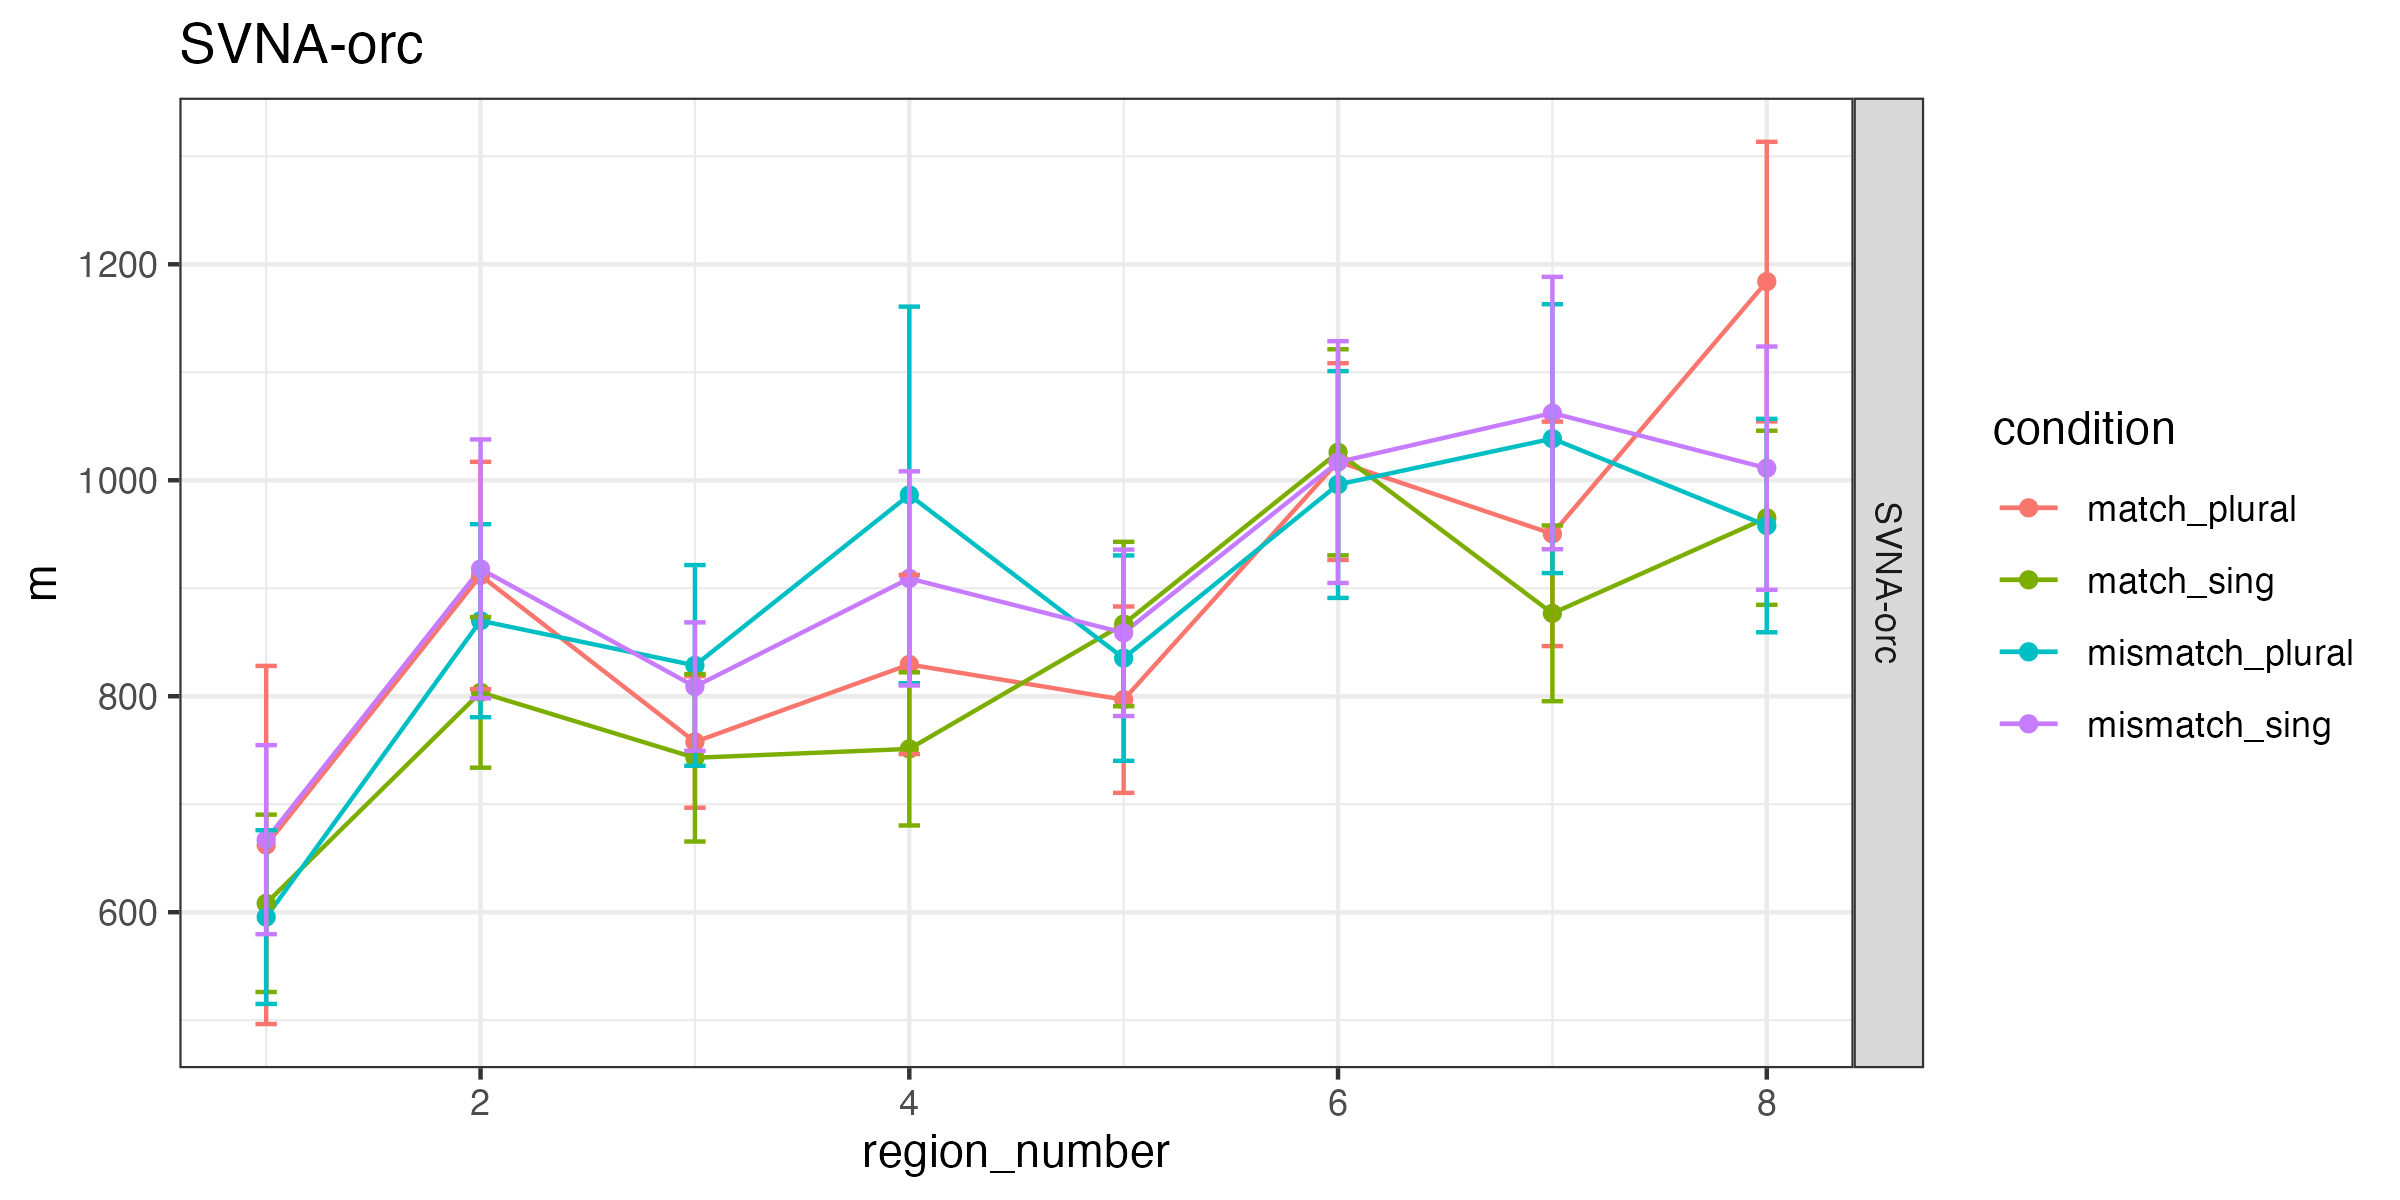 SVNA-orc
1200
1000
800
600
m
2
4
6
8
region_number
SVNA-orc
condition
match_plural
match_sing
mismatch_plural
mismatch_sing